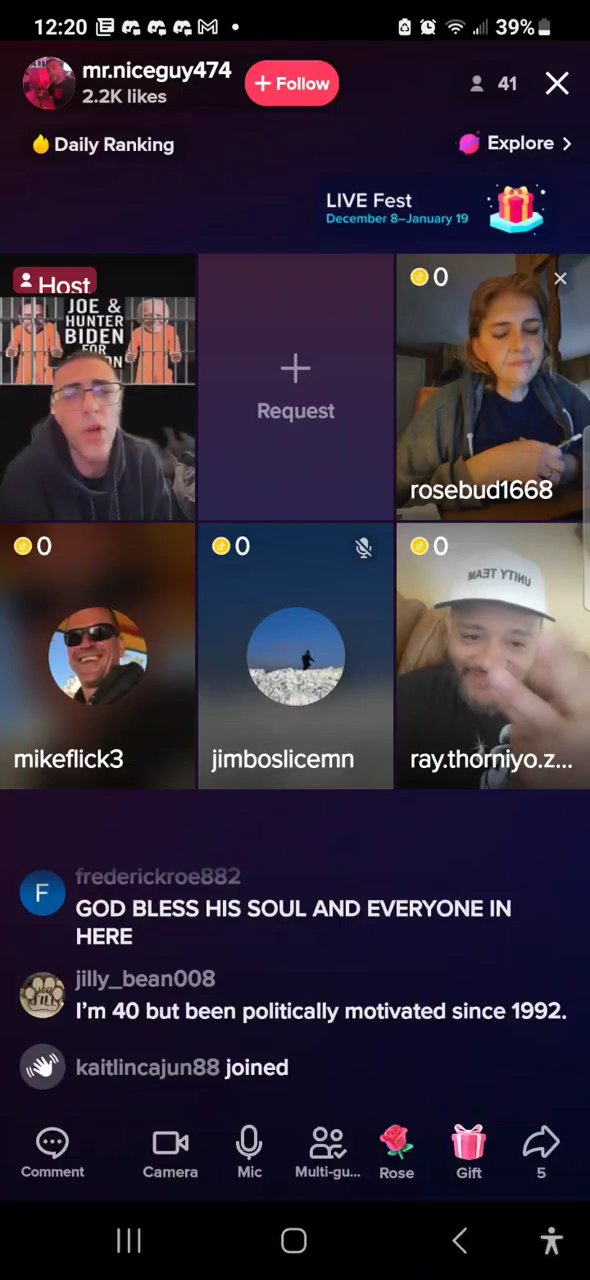 12:20
39%
mr.niceguy474
2.2K likes
+ Follow
41
Daily Ranking
Explore >
LIVE Fest
December 8–January 19
Host
JOE &
HUNTER
BIDEN
FOR
0
rosebud1668
Request
0
mikeflick3
0
jimboslicemn
0
UNITY TEAM
ray.thorniyo.z...
frederickroe882
F
GOD BLESS HIS SOUL AND EVERYONE IN
HERE
jilly_bean008
I'm 40 but been politically motivated since 1992.
kaitlincajun88 joined
Comment
Camera
Mic
Multi-gu...
Rose
Gift
5